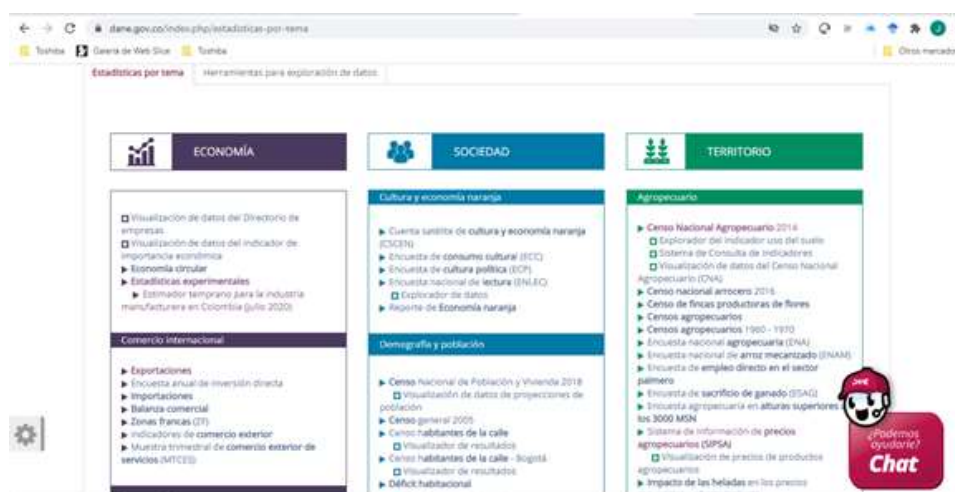 dane.gov.co/index.php/estadisticas-por-tema
Toshiba
Galería de Web Slice
Toshiba
Otros marcado
Estadísticas por tema
Herramientas para exploración de datos
ECONOMÍA
Visualización de datos del Directorio de
empresas
Visualización de datos del indicador de
importancia económica
Economía circular
Estadísticas experimentales
Estimador temprano para la industria
manufacturera en Colombia (julio 2020)
Comercio internacional
Exportaciones
Encuesta anual de inversión directa
Importaciones
Balanza comercial
Zonas francas (ZF)
Indicadores de comercio exterior
Muestra trimestral de comercio exterior de
servicios (MTCES)
SOCIEDAD
Cultura y economía naranja
Cuenta satélite de cultura y economía naranja
(CSCEN)
Encuesta de consumo cultural (ECC)
Encuesta de cultura política (ECP)
Encuesta nacional de lectura (ENLEC)
Explorador de datos
Reporte de Economía naranja
Demografía y población
Censo Nacional de Población y Vivienda 2018
Visualización de datos de proyecciones de
población
Censo general 2005
Censo habitantes de la calle
Visualizador de resultados
Censo habitantes de la calle - Bogotá
Visualizador de resultados
Déficit habitacional
TERRITORIO
Agropecuario
Censo Nacional Agropecuario 2014
Explorador del indicador uso del suelo
Sistema de Consulta de Indicadores
Visualización de datos del Censo Nacional
Agropecuario (CNA)
Censo nacional arrocero 2016
Censo de fincas productoras de flores
Censos agropecuarios
Censos agropecuarios 1960 - 1970
Encuesta nacional agropecuaria (ENA)
Encuesta nacional de arroz mecanizado (ENAM)
Encuesta de empleo directo en el sector
palmero
Encuesta de sacrificio de ganado (ESAG)
Encuesta agropecuaria en alturas superiores
los 3000 MSN
Sistema de información de precios
agropecuarios (SIPSA)
Visualización de precios de productos
agropecuarios
Impacto de las heladas en los precios
¿Podemos
ayudarle?
Chat